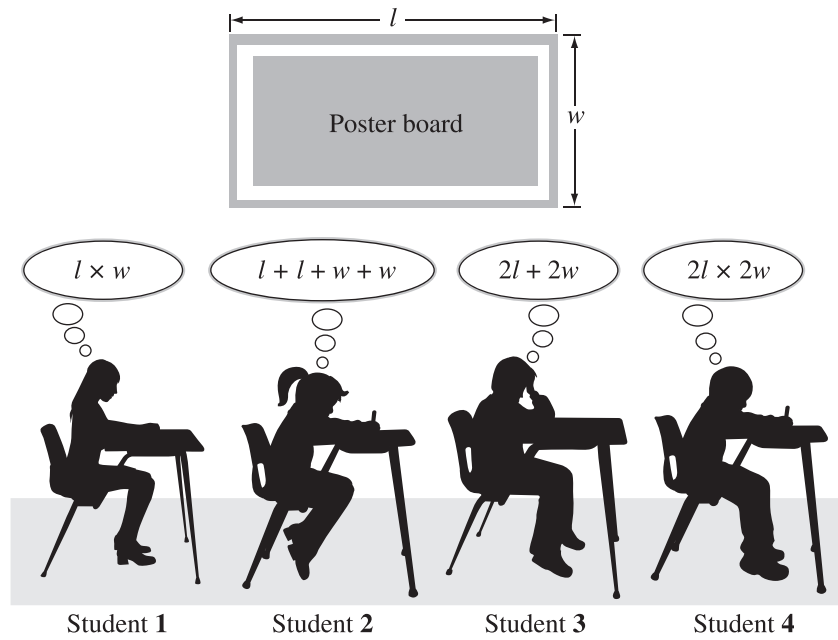 l
Poster board
w
l × w
l + l + w + w
2l + 2w
2l × 2w
Student 1
Student 2
Student 3
Student 4